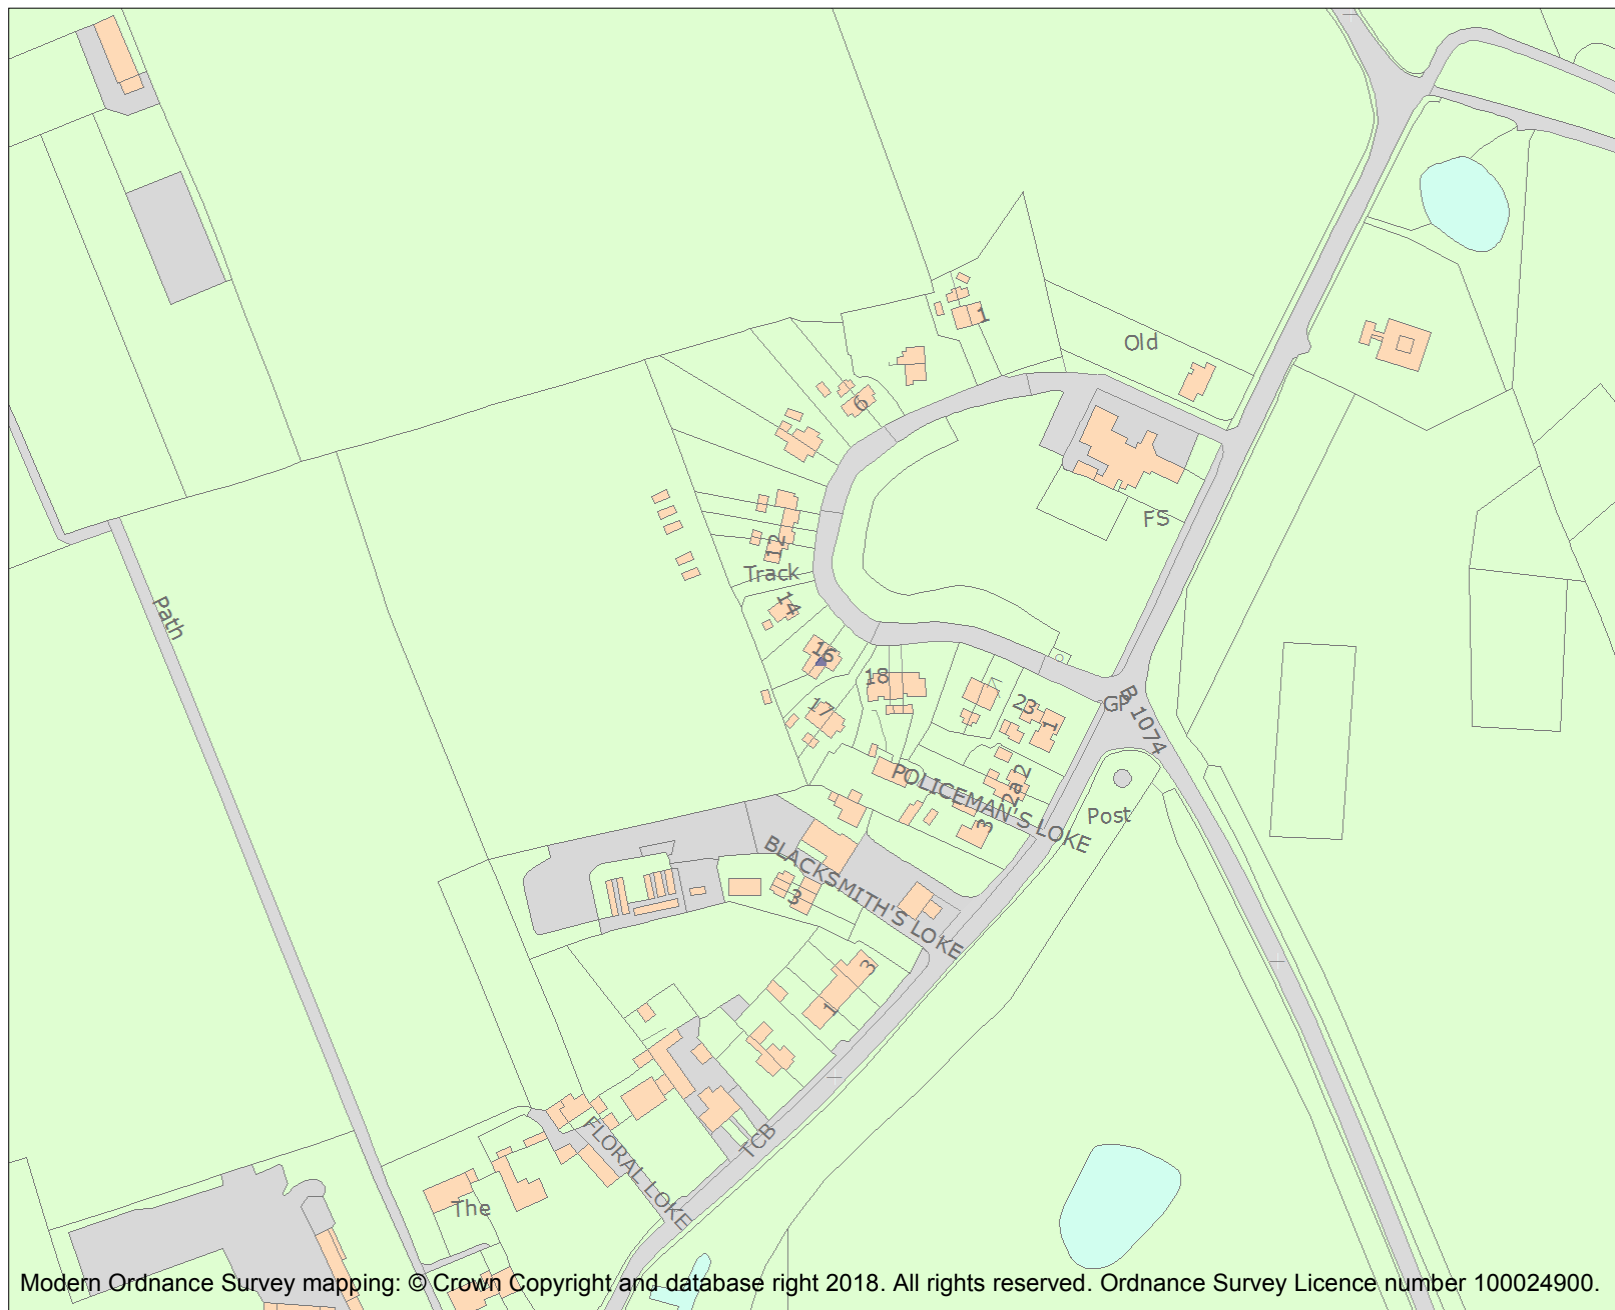 1
Old
6
FS
12
Track
14
Path
16
18
17
23
1
GP
B 1074
2a 2
POLICEMAN'S LOKE
3
Post
BLACKSMITH'S LOKE
3
3
1
TCB
FLORAL LOKE
The
Modern Ordnance Survey mapping: © Crown Copyright and database right 2018. All rights reserved. Ordnance Survey Licence number 100024900.